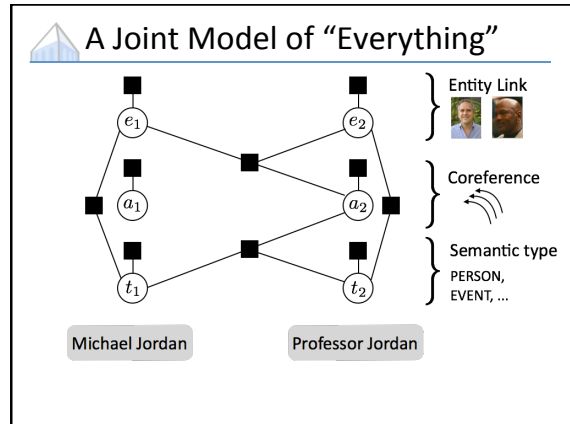 A Joint Model of “Everything”
Entity Link
e1 e2
Coreference
a1 a2
Semantic type
PERSON,
EVENT, ...
t1 t2
Michael Jordan Professor Jordan